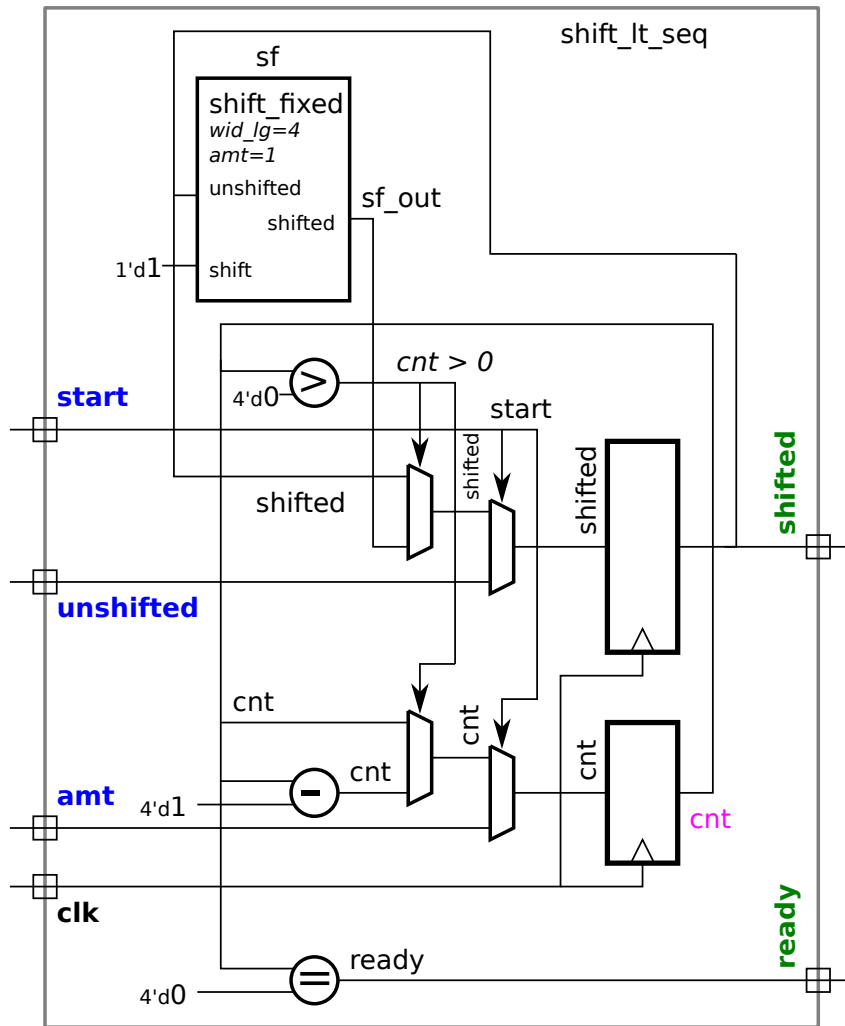 shift_lt_seq
sf
shift_fixed
wid_lg=4
amt=1
unshifted
sf_out
shifted
1'd1
shift
cnt > 0
start
4'd0
>
start
shifted
shifted
shifted
shifted
unshifted
cnt
cnt
cnt
cnt
-
amt
4'd1
cnt
clk
ready
ready
=
4'd0